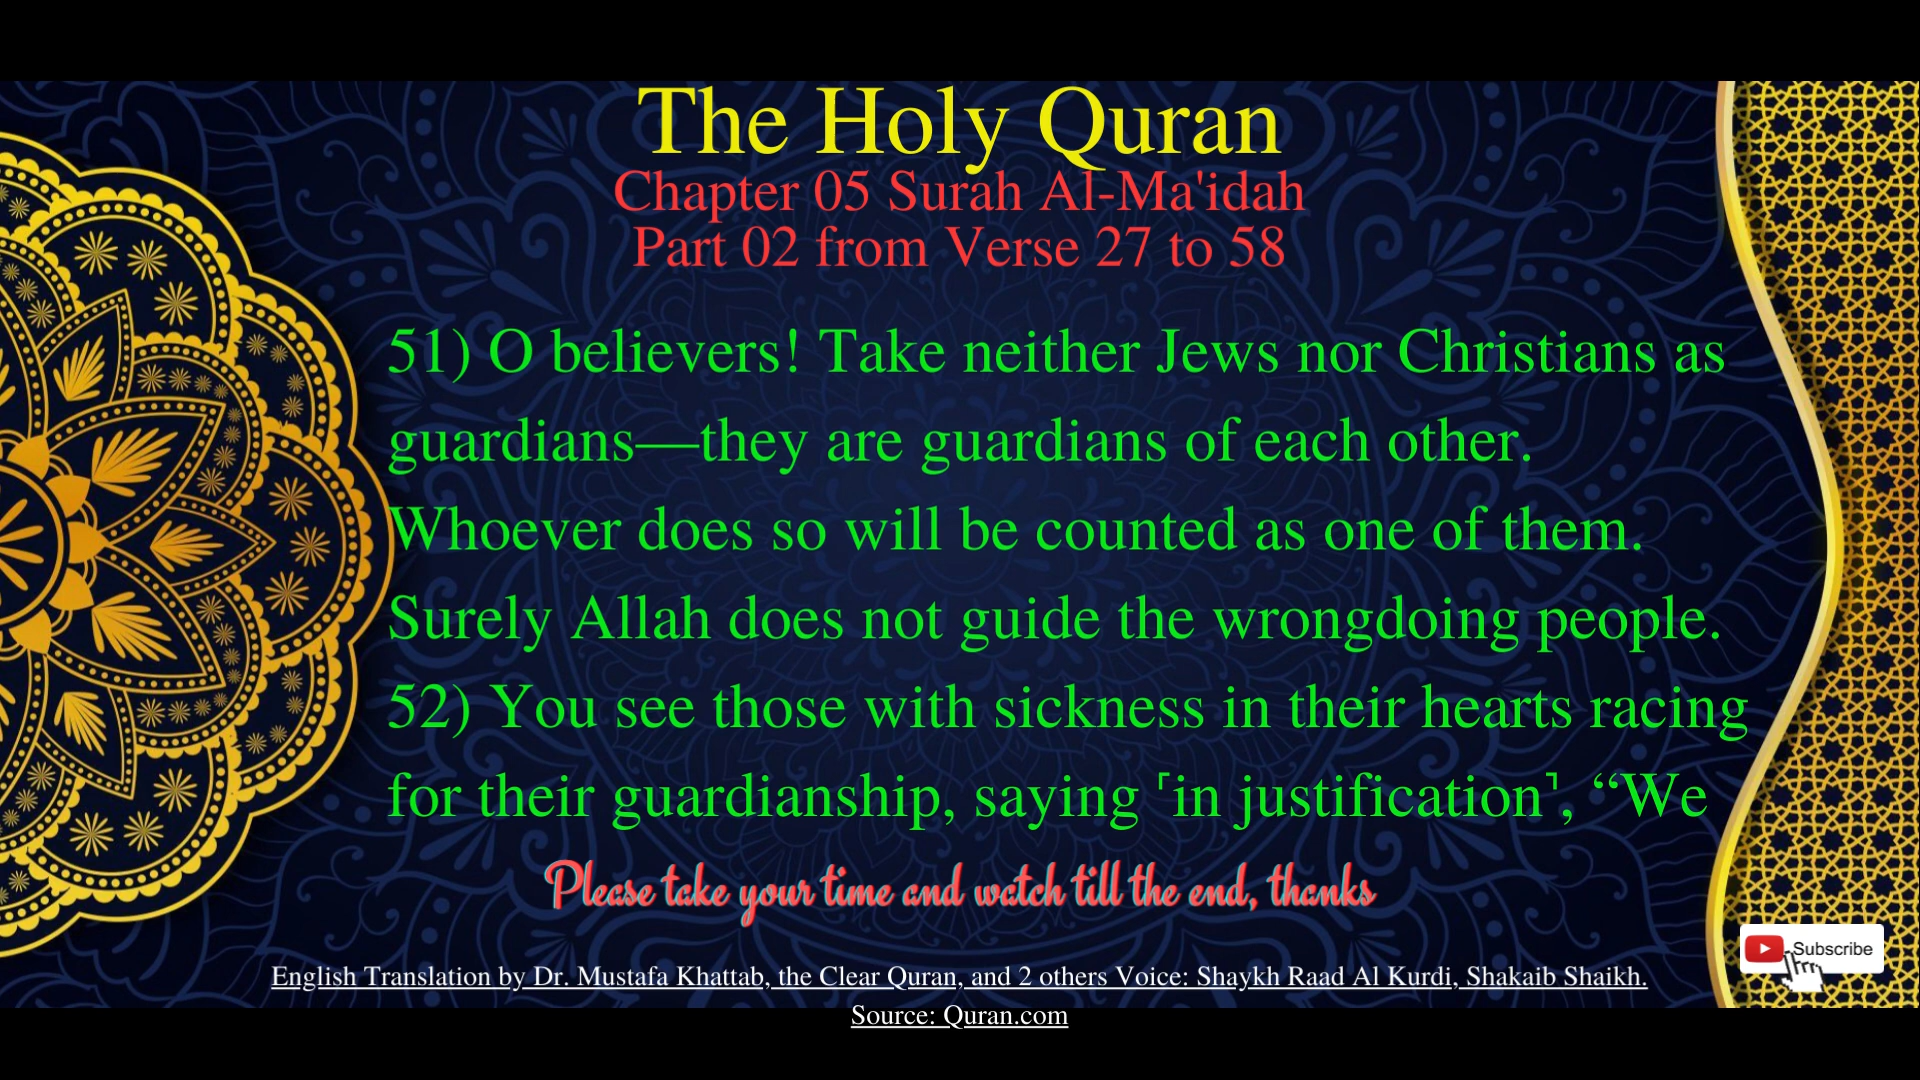 The Holy Quran
Chapter 05 Surah Al-Ma'idah
Part 02 from Verse 27 to 58
51) O believers! Take neither Jews nor Christians as
guardians—they are guardians of each other.
Whoever does so will be counted as one of them.
Surely Allah does not guide the wrongdoing people.
52) You see those with sickness in their hearts racing
for their guardianship, saying ˹in justification˺, “We
Please take your time and watch till the end, thanks
Subscribe
English Translation by Dr. Mustafa Khattab, the Clear Quran, and 2 others Voice: Shaykh Raad Al Kurdi, Shakaib Shaikh.
Source: Quran.com